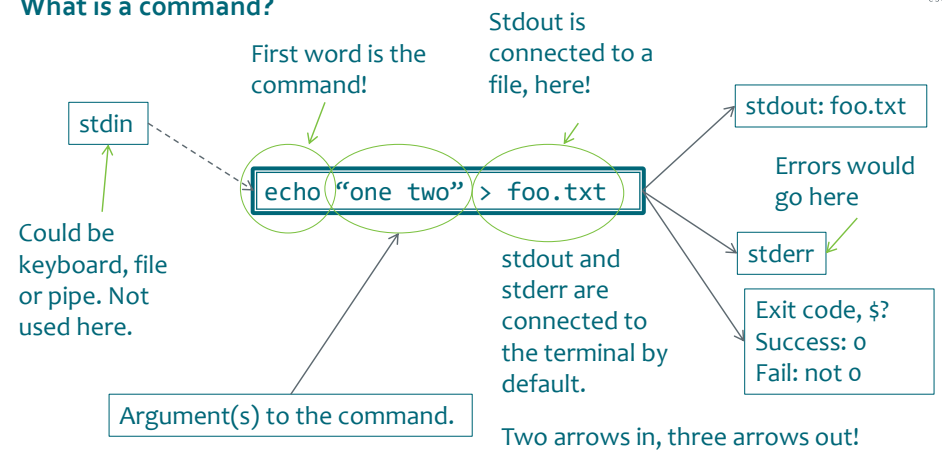 What is a command?
First word is the
command!
Stdout is
connected to a
file, here!
stdin
stdout: foo.txt
echo “one two” > foo.txt
Errors would
go here
Could be
keyboard, file
or pipe. Not
used here.
stdout and
stderr are
connected to
the terminal by
default.
stderr
Exit code, $?
Success: 0
Fail: not 0
Argument(s) to the command.
Two arrows in, three arrows out!